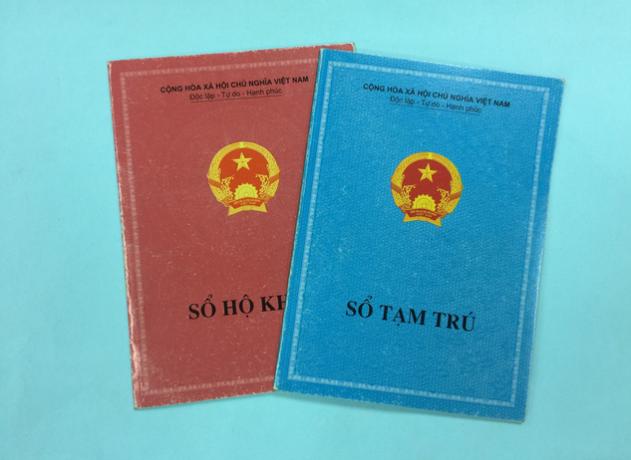 CỘNG HÒA XÃ HỘI CHỦ NGHĨA VIỆT NAM
Độc lập - Tự do - Hạnh phúc
SỔ HỘ KH
CỘNG HÒA XÃ HỘI CHỦ NGHĨA VIỆT NAM
Độc lập - Tự do - Hạnh phúc
SỔ TẠM TRÚ